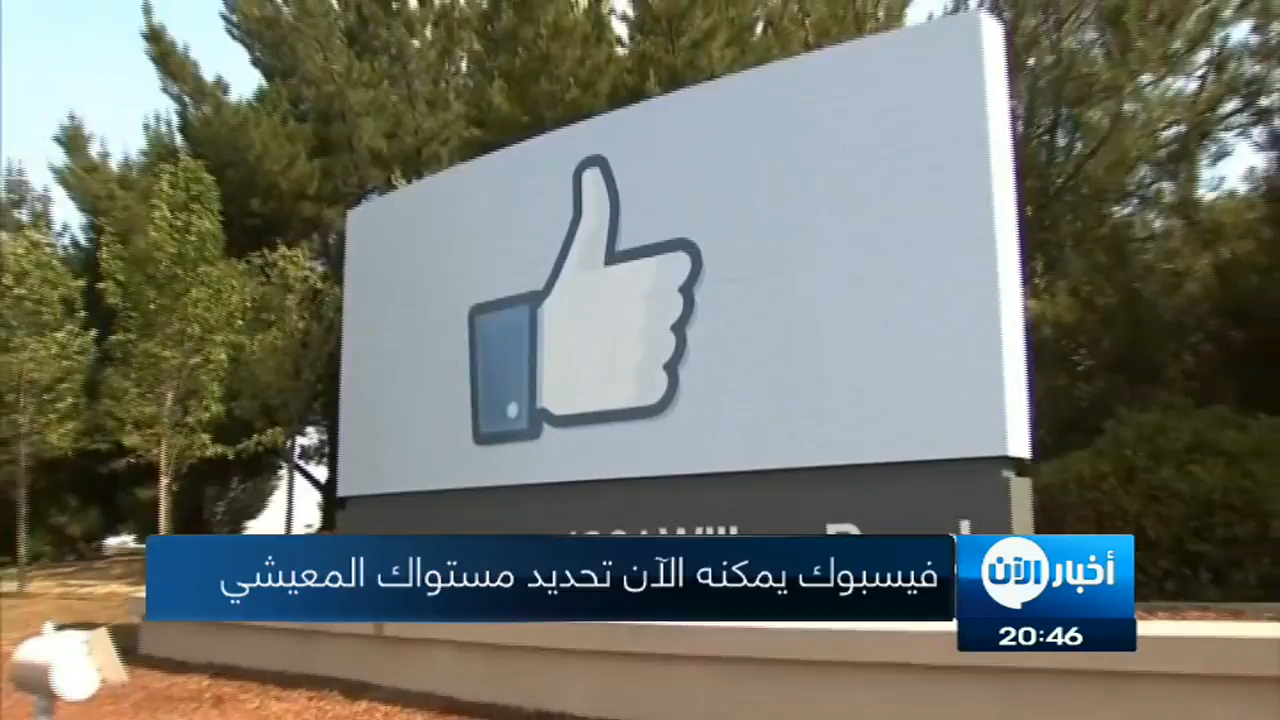 فيسبوك يمكنه الآن تحديد مستواك المعيشي
أخبار الآن
20:46